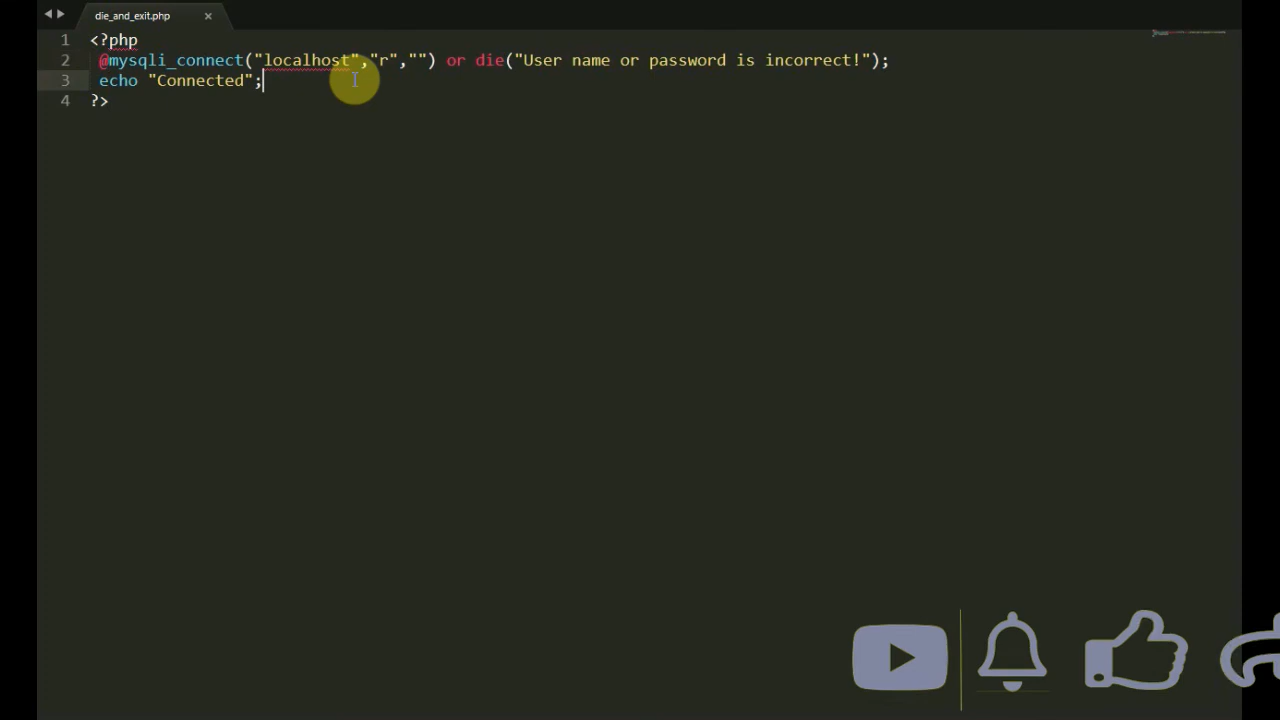 die_and_exit.php ×
1 <?php
2 @mysqli_connect("localhost","r","") or die("User name or password is incorrect!");
3 echo "Connected";
4 ?>